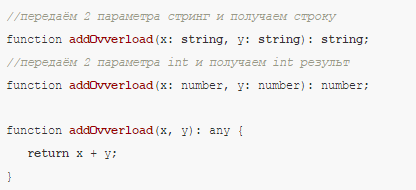 //передаём 2 параметра стринг и получаем строку
function addOvverload(x: string, y: string): string;
//передаём 2 параметра int и получаем int результ
function addOvverload(x: number, y: number): number;
function addOvverload(x, y): any {
return x + y;
}